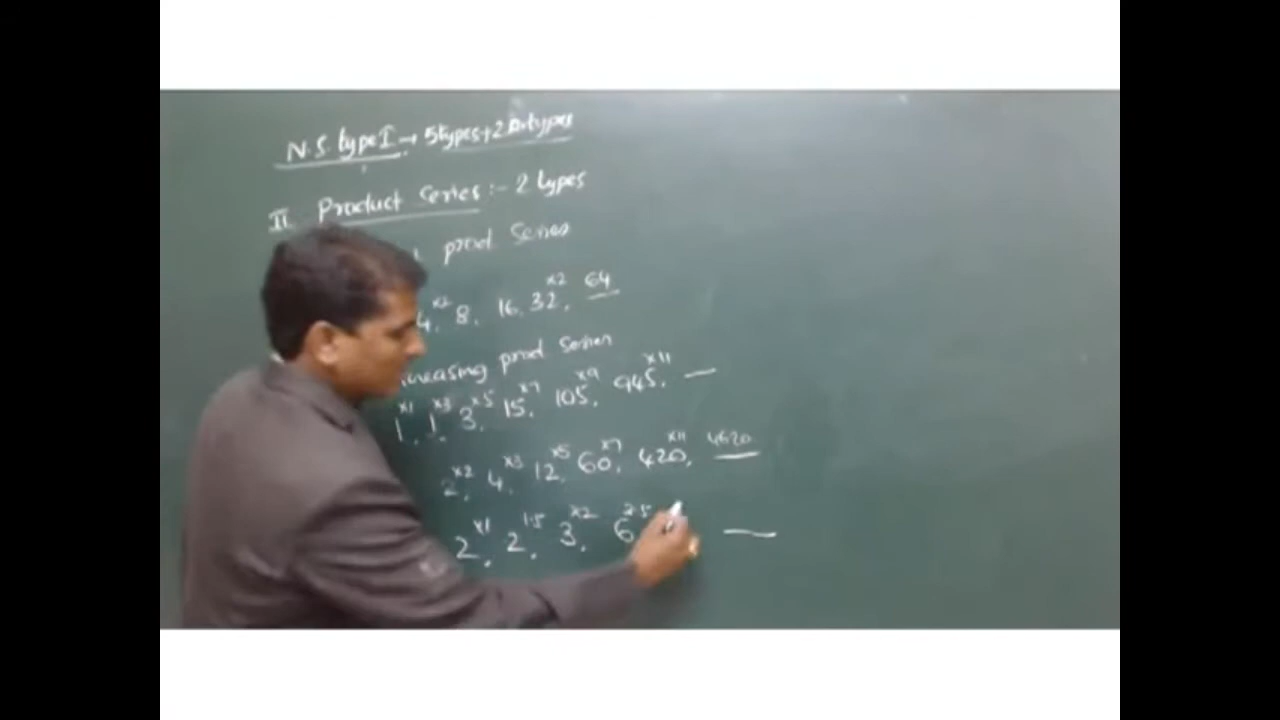 N.S. type I → 5 types + 2
II. Product Series :- 2 types
prod. Series
4, ×2 8, 16, 32, ×2 64
increasing prod series
1, ×1 1, ×3 3, ×5 15, ×7 105, ×9 945, ×11 —
2, ×2 4, ×3 12, ×5 60, ×7 420, ×11 4620
2, ×1 2, 1.5 3, ×2 6 2.5 —